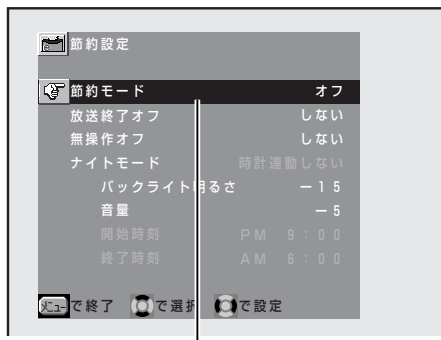 節約設定
節約モード オフ
放送終了オフ しない
無操作オフ しない
ナイトモード 時計連動しない
バックライト明るさ －15
音量 －5
開始時刻 PM 9:00
終了時刻 AM 6:00
メニューで終了 で選択 で設定